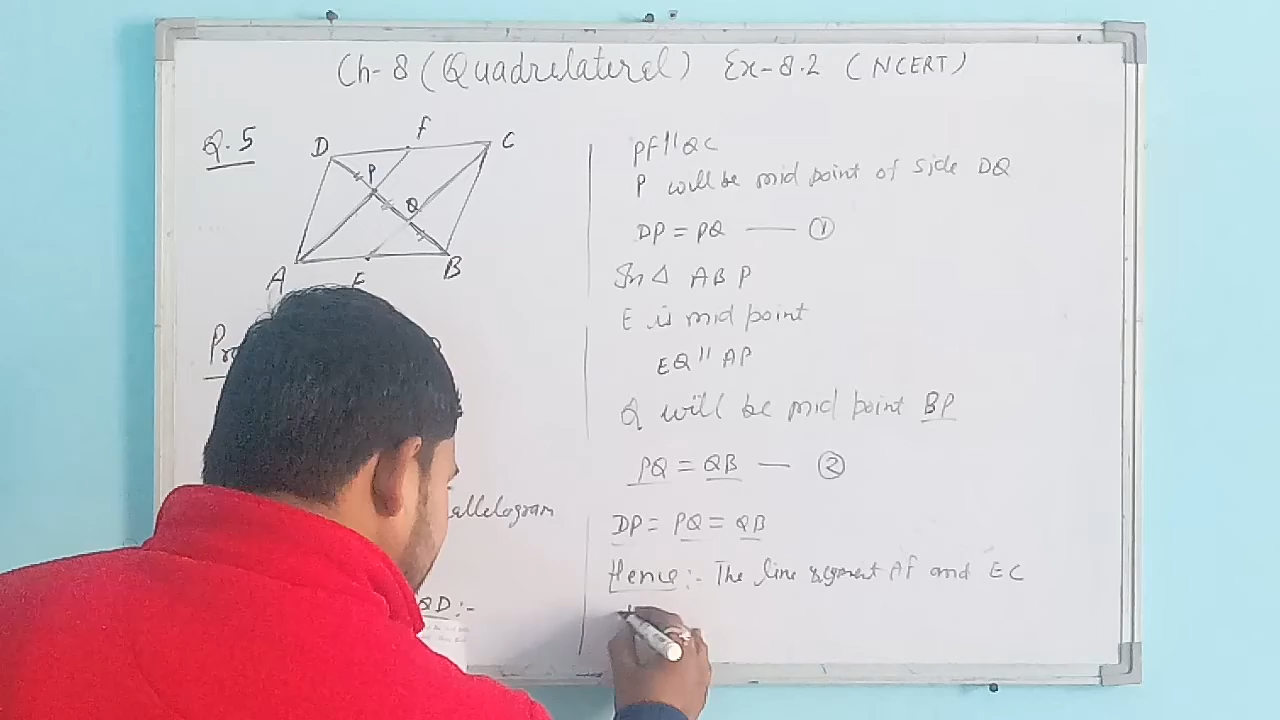 Ch-8 (Quadrilateral) Ex-8.2 (NCERT)
Q.5
D F C
P
Q
A E B
allelogram
QD:-
PF||QC
P will be mid point of side DQ
DP = PQ — ①
In Δ ABP
E is mid point
EQ || AP
Q will be mid point BP
PQ = QB — ②
DP = PQ = QB
Hence:- The line segment AF and EC